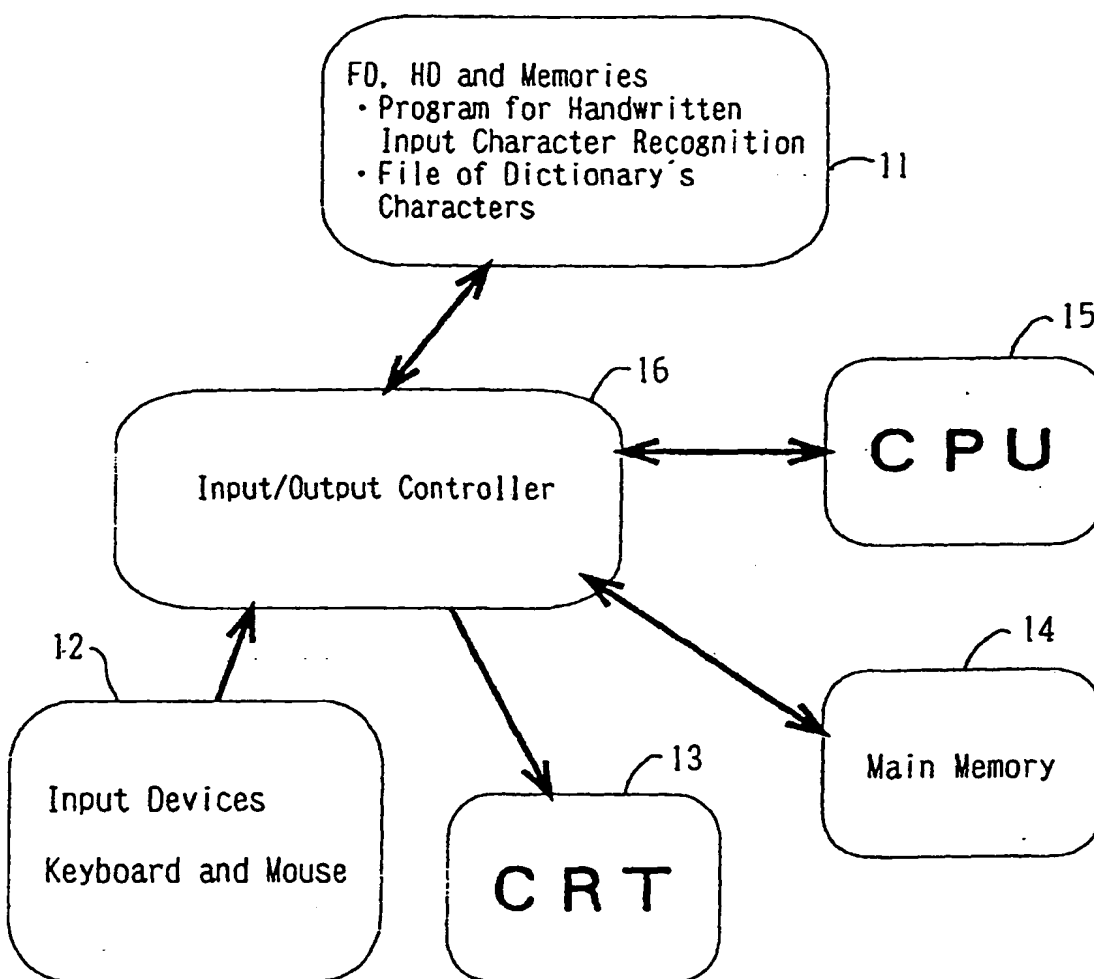 FD, HD and Memories
・Program for Handwritten
Input Character Recognition
・File of Dictionary's
Characters
11
15
CPU
16
Input/Output Controller
12
Input Devices
Keyboard and Mouse
13
CRT
14
Main Memory